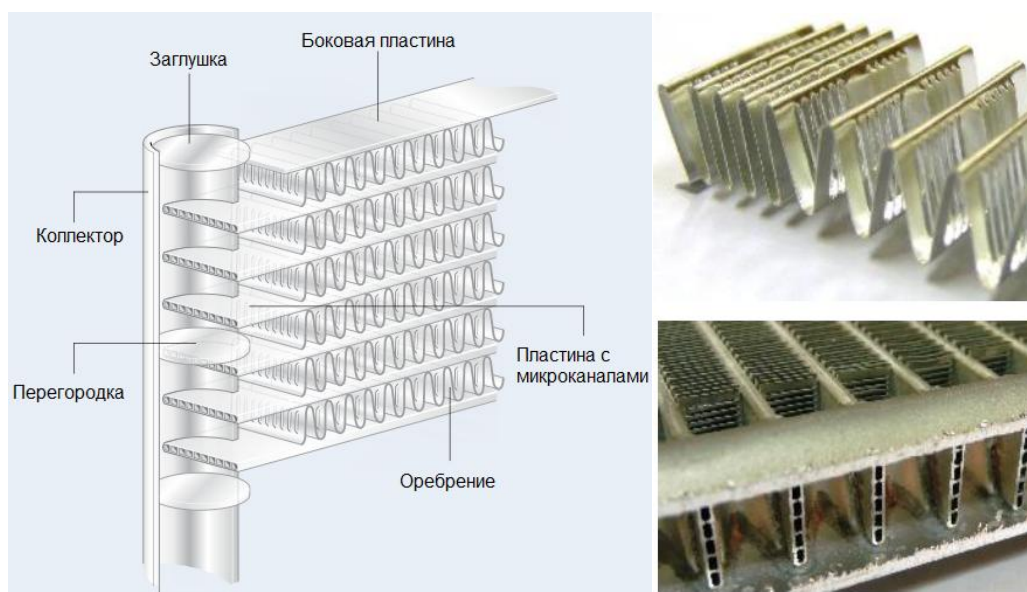 Боковая пластина
Заглушка
Коллектор
Перегородка
Пластина с
микроканалами
Оребрение